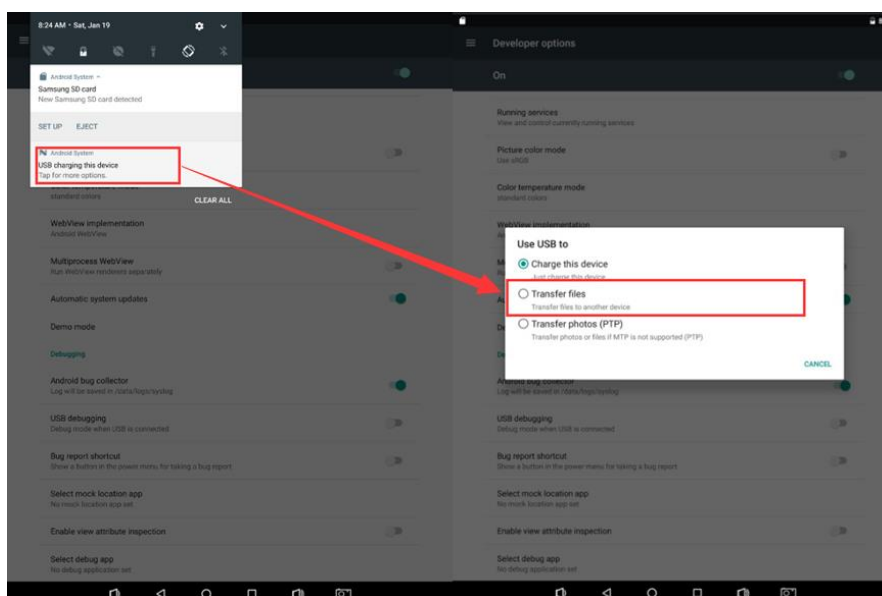 8:24 AM • Sat, Jan 19
Android System
Samsung SD card
New Samsung SD card detected
SET UP EJECT
Android System
USB charging this device
Tap for more options.
CLEAR ALL
standard colors
WebView implementation
Android WebView
Multiprocess WebView
Run WebView renderers separately
Automatic system updates
Demo mode
Debugging
Android bug collector
Log will be saved in /data/logs/syslog
USB debugging
Debug mode when USB is connected
Bug report shortcut
Show a button in the power menu for taking a bug report
Select mock location app
No mock location app set
Enable view attribute inspection
Select debug app
No debug application set
Developer options
On
Running services
View and control currently running services
Picture color mode
Use sRGB
Color temperature mode
standard colors
WebView implementation
Use USB to
Charge this device
Just charge this device
Transfer files
Transfer files to another device
Transfer photos (PTP)
Transfer photos or files if MTP is not supported (PTP)
CANCEL
Android bug collector
Log will be saved in /data/logs/syslog
USB debugging
Debug mode when USB is connected
Bug report shortcut
Show a button in the power menu for taking a bug report
Select mock location app
No mock location app set
Enable view attribute inspection
Select debug app
No debug application set